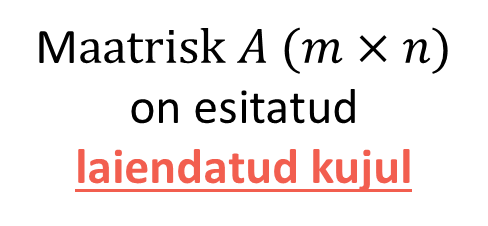 Maatrisk A (m × n)
on esitatud
laiendatud kujul